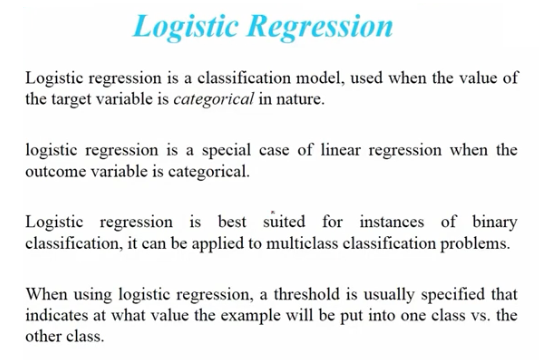 Logistic Regression
Logistic regression is a classification model, used when the value of
the target variable is categorical in nature.
logistic regression is a special case of linear regression when the
outcome variable is categorical.
Logistic regression is best suited for instances of binary
classification, it can be applied to multiclass classification problems.
When using logistic regression, a threshold is usually specified that
indicates at what value the example will be put into one class vs. the
other class.